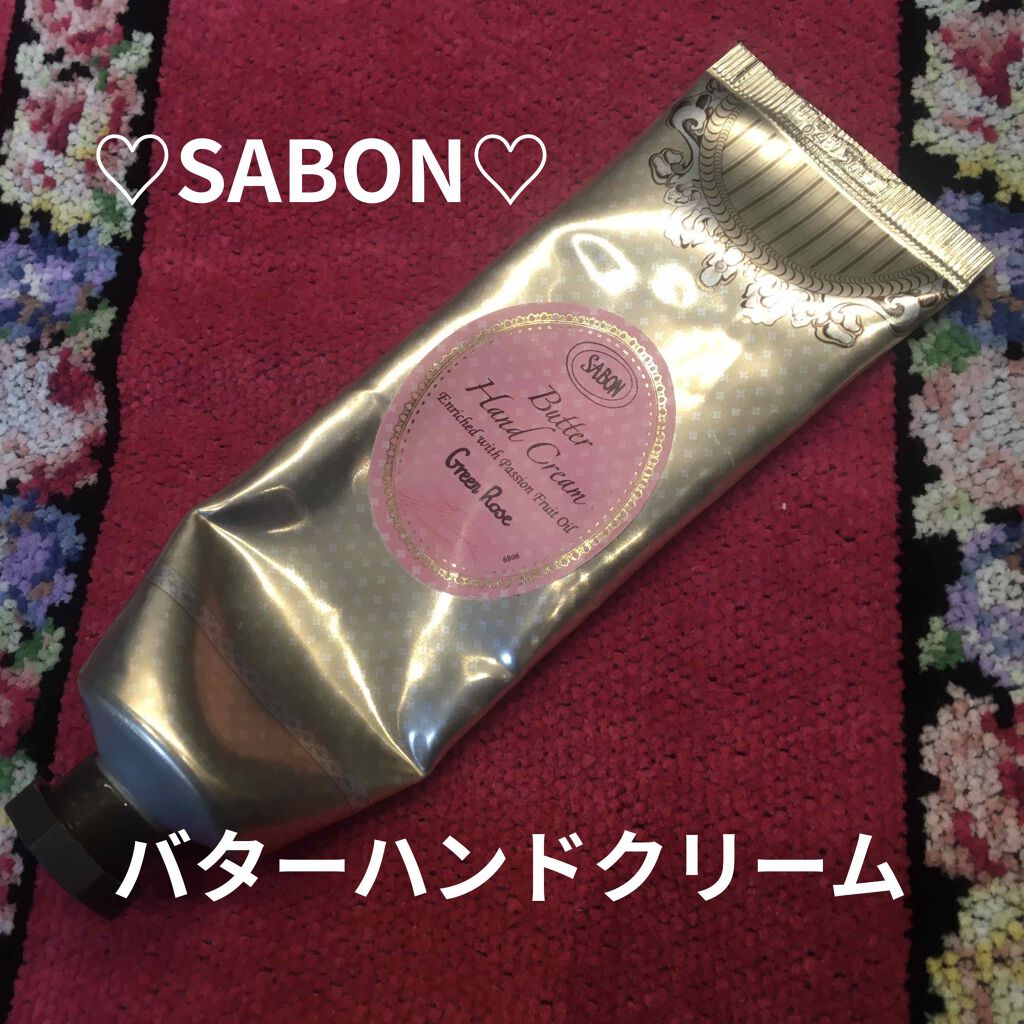 ♡SABON♡
SABON
Butter
Hand Cream
Enriched with Passion Fruit Oil
Green Rose
6806
バターハンドクリーム